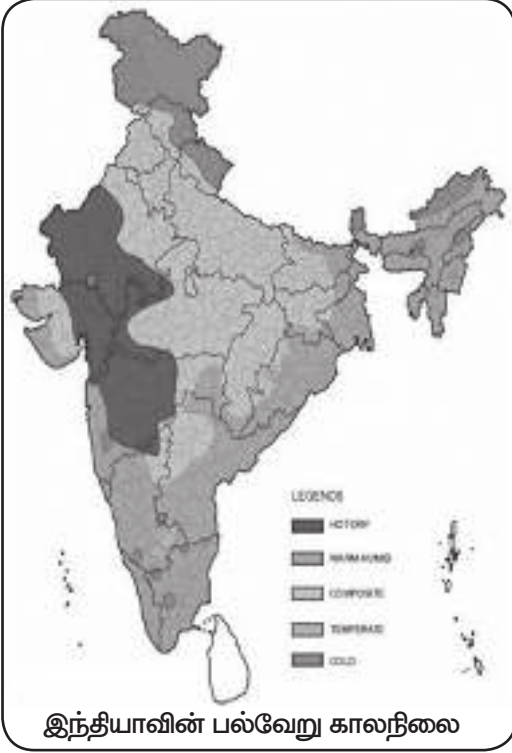 LEGENDS
HOT DRY
WARM HUMID
COMPOSITE
TEMPERATE
COLD
இந்தியாவின் பல்வேறு காலநிலை